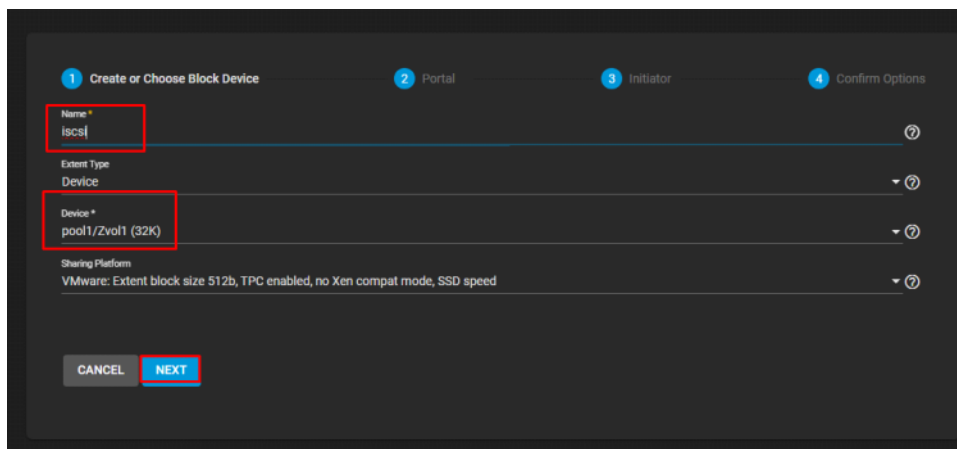 1 Create or Choose Block Device 2 Portal 3 Initiator 4 Confirm Options
Name *
iscsi
Extent Type
Device
Device *
pool1/Zvol1 (32K)
Sharing Platform
VMware: Extent block size 512b, TPC enabled, no Xen compat mode, SSD speed
CANCEL NEXT